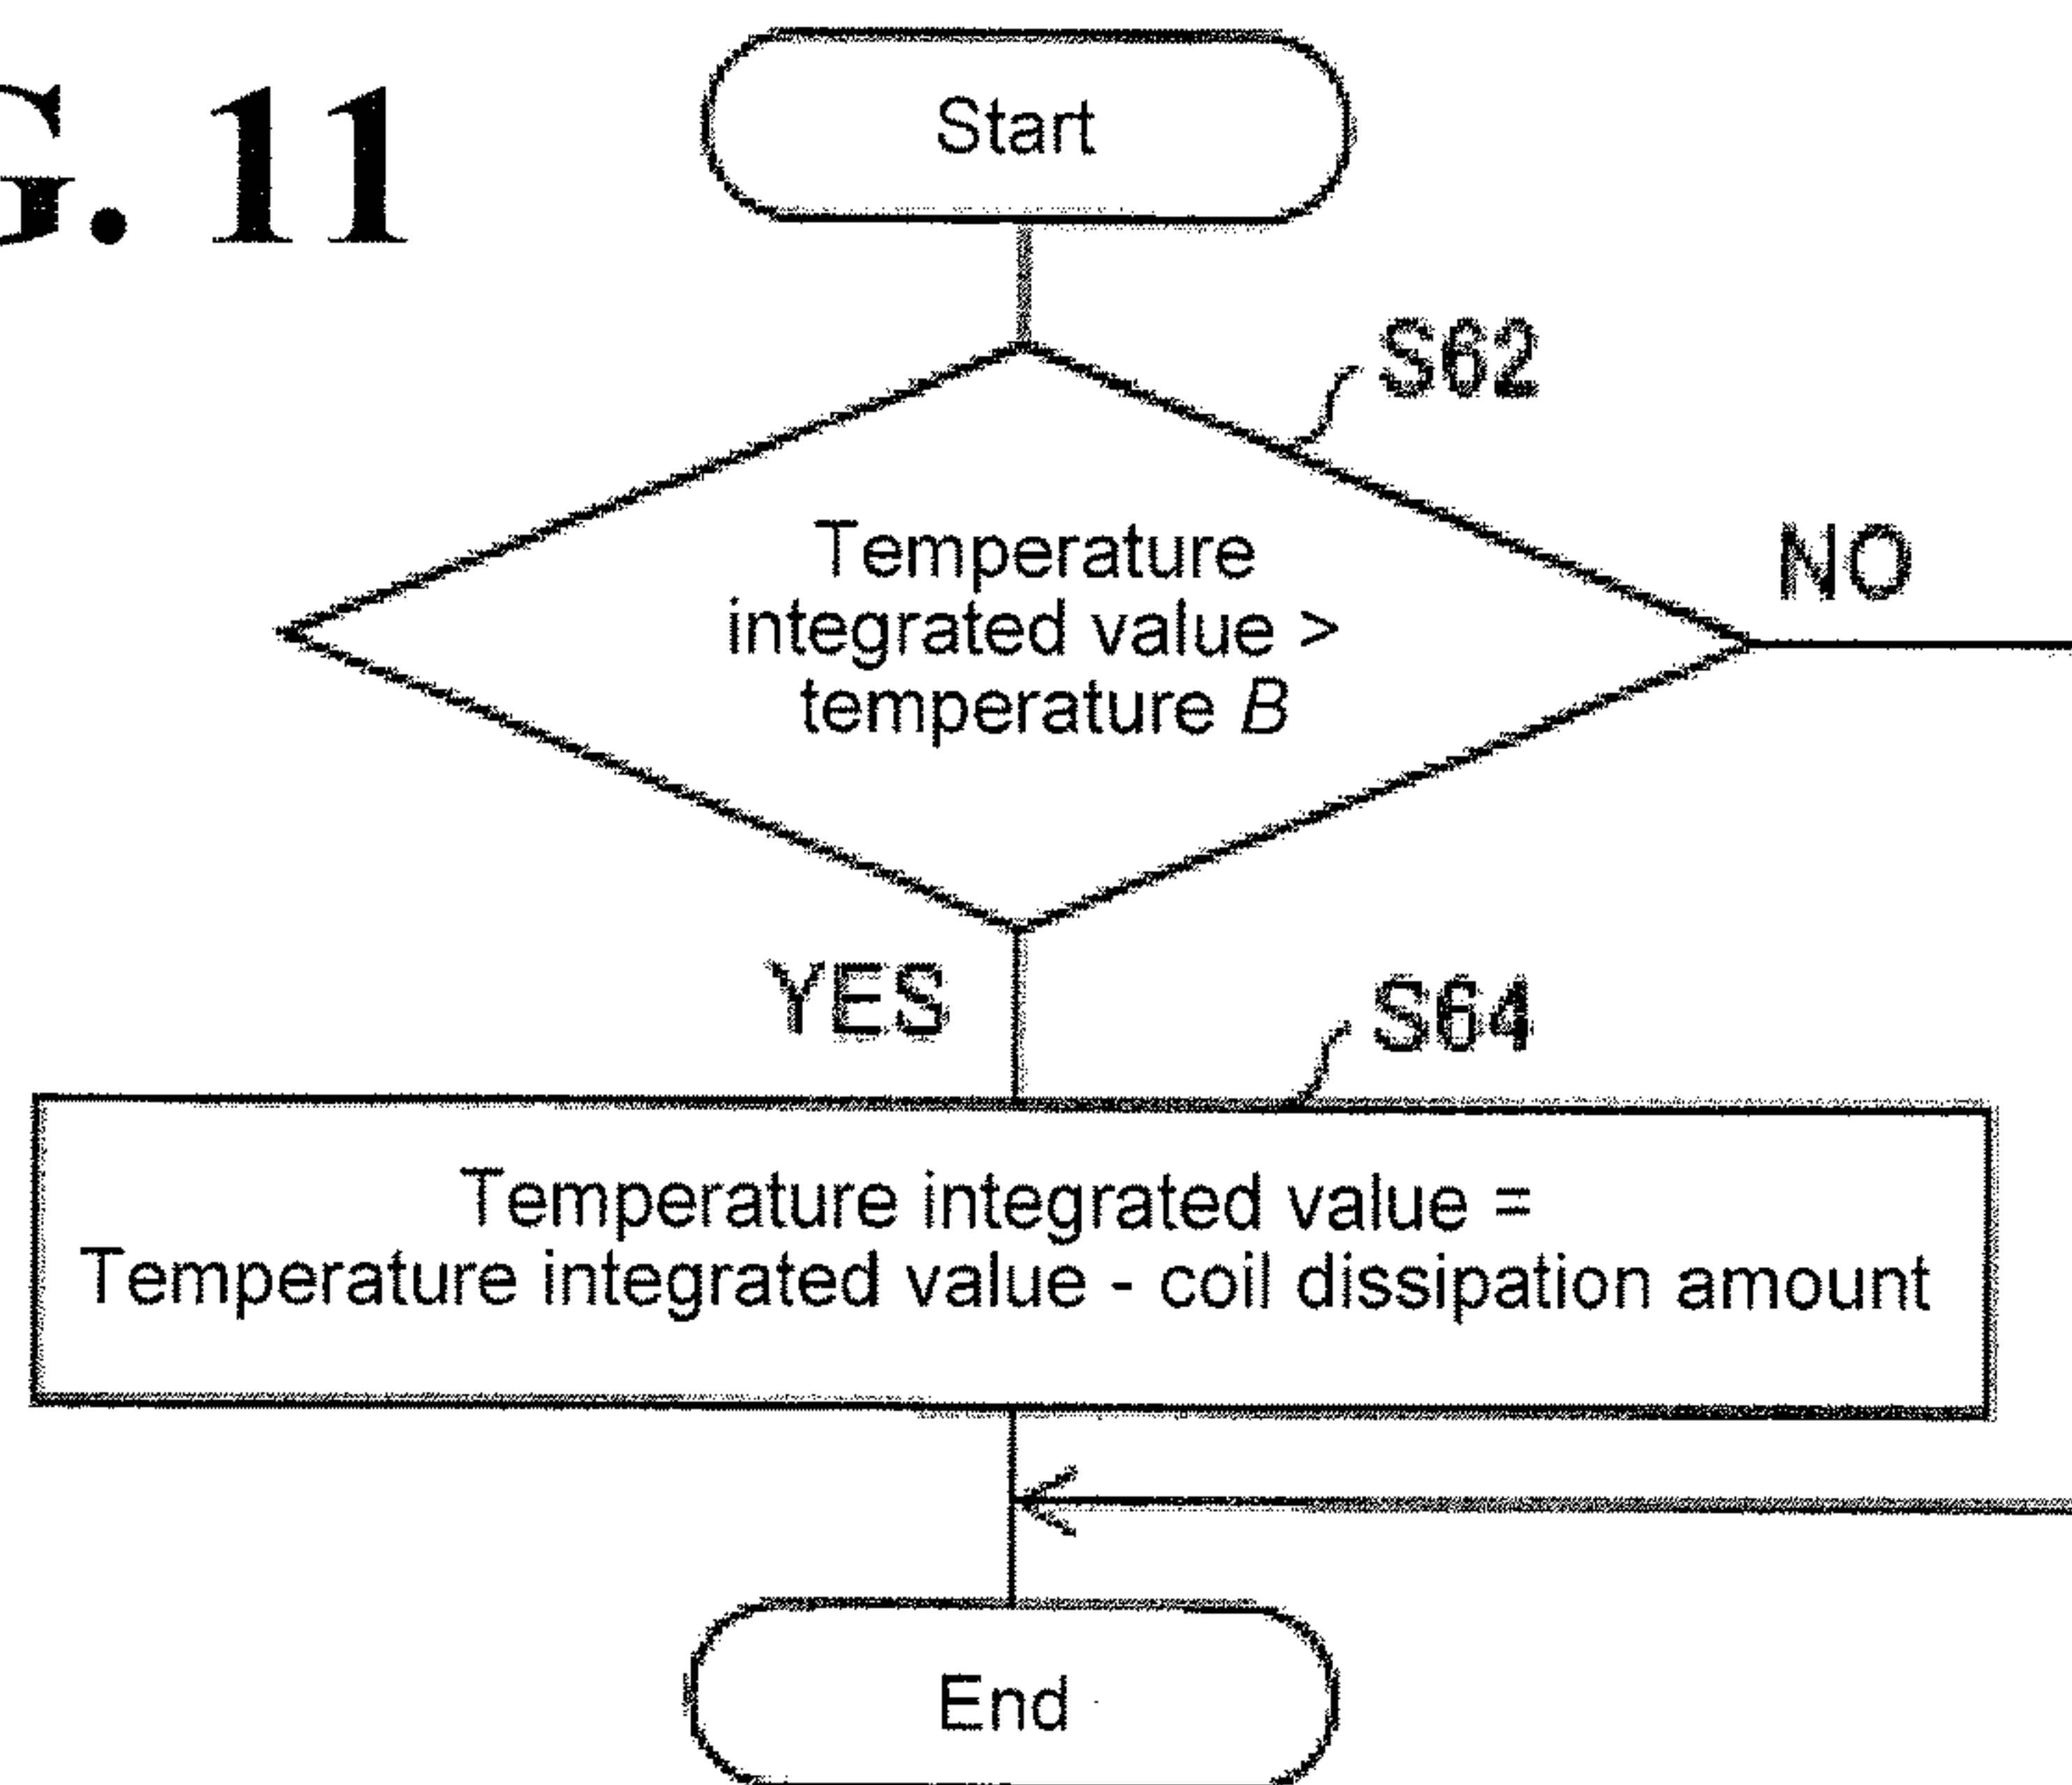 G. 11
Start
S62
Temperature
integrated value >
temperature B
NO
YES
S64
Temperature integrated value =
Temperature integrated value - coil dissipation amount
End